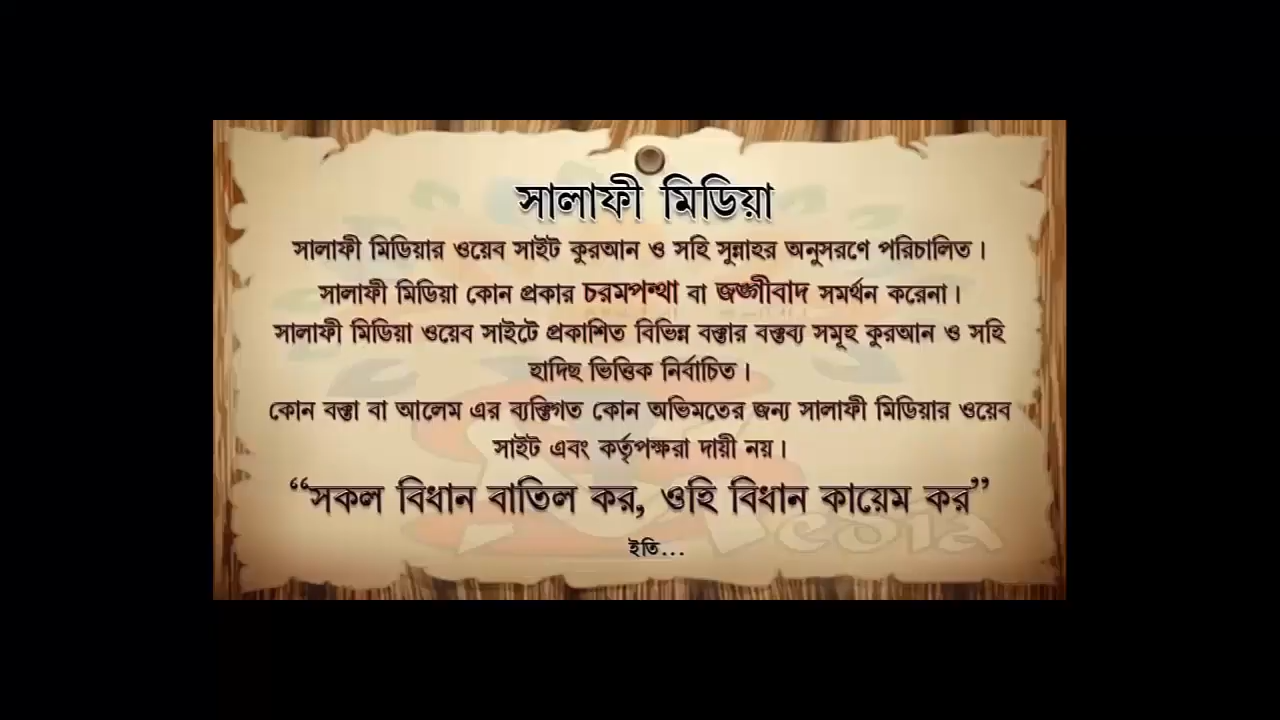 সালাফী মিডিয়া
সালাফী মিডিয়ার ওয়েব সাইট কুরআন ও সহি সুন্নাহর অনুসরণে পরিচালিত।
সালাফী মিডিয়া কোন প্রকার চরমপন্থা বা জঙ্গীবাদ সমর্থন করেনা।
সালাফী মিডিয়া ওয়েব সাইটে প্রকাশিত বিভিন্ন বক্তার বক্তব্য সমূহ কুরআন ও সহি
হাদিছ ভিত্তিক নির্বাচিত।
কোন বক্তা বা আলেম এর ব্যক্তিগত কোন অভিমতের জন্য সালাফী মিডিয়ার ওয়েব
সাইট এবং কর্তৃপক্ষরা দায়ী নয়।
“সকল বিধান বাতিল কর, ওহি বিধান কায়েম কর”
ইতি...